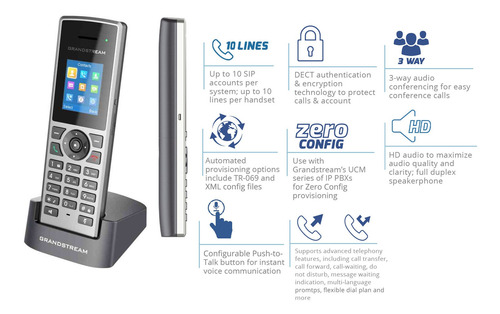 GRANDSTREAM
Contacts
GRANDSTREAM
10 LINES
Up to 10 SIP
accounts per
system; up to 10
lines per handset
DECT authentication
& encryption
technology to protect
calls & account
3 WAY
3-way audio
conferencing for easy
conference calls
Automated
provisioning options
include TR-069 and
XML config files
zero
CONFIG
Use with
Grandstream's UCM
series of IP PBXs
for Zero Config
provisioning
HD
HD audio to maximize
audio quality and
clarity; full duplex
speakerphone
Configurable Push-to-
Talk button for instant
voice communication
Supports advanced telephony
features, including call transfer,
call forward, call-waiting, do
not disturb, message waiting
indication, multi-language
promtps, flexible dial plan and
more